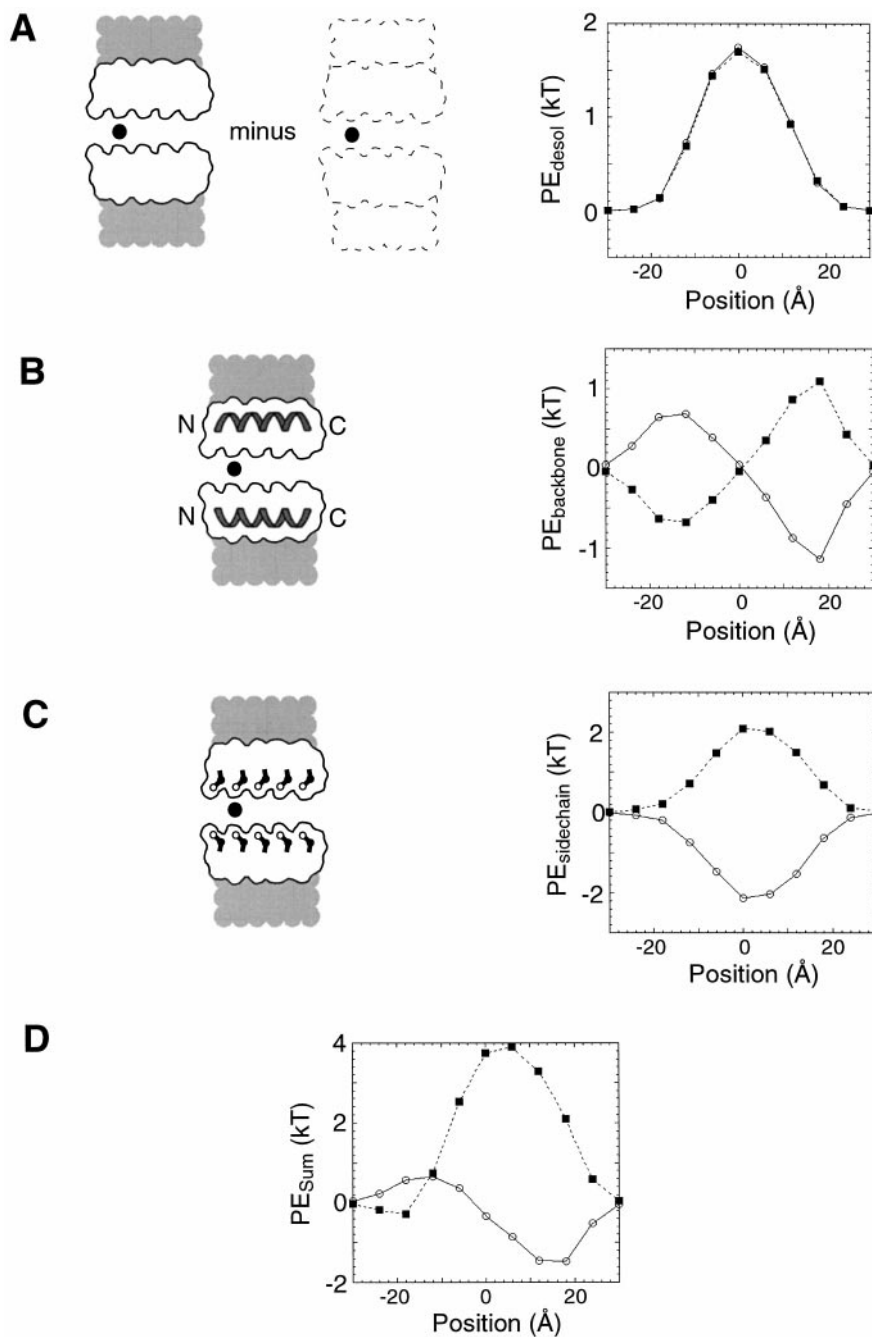 A
minus
PE_desol (kT)
2
1
0
-20
0
20
Position (Å)
B
N
C
N
C
PE_backbone (kT)
1
0
-1
-20
0
20
Position (Å)
C
PE_sidechain (kT)
2
0
-2
-20
0
20
Position (Å)
D
PE_Sum (kT)
4
2
0
-2
-20
0
20
Position (Å)